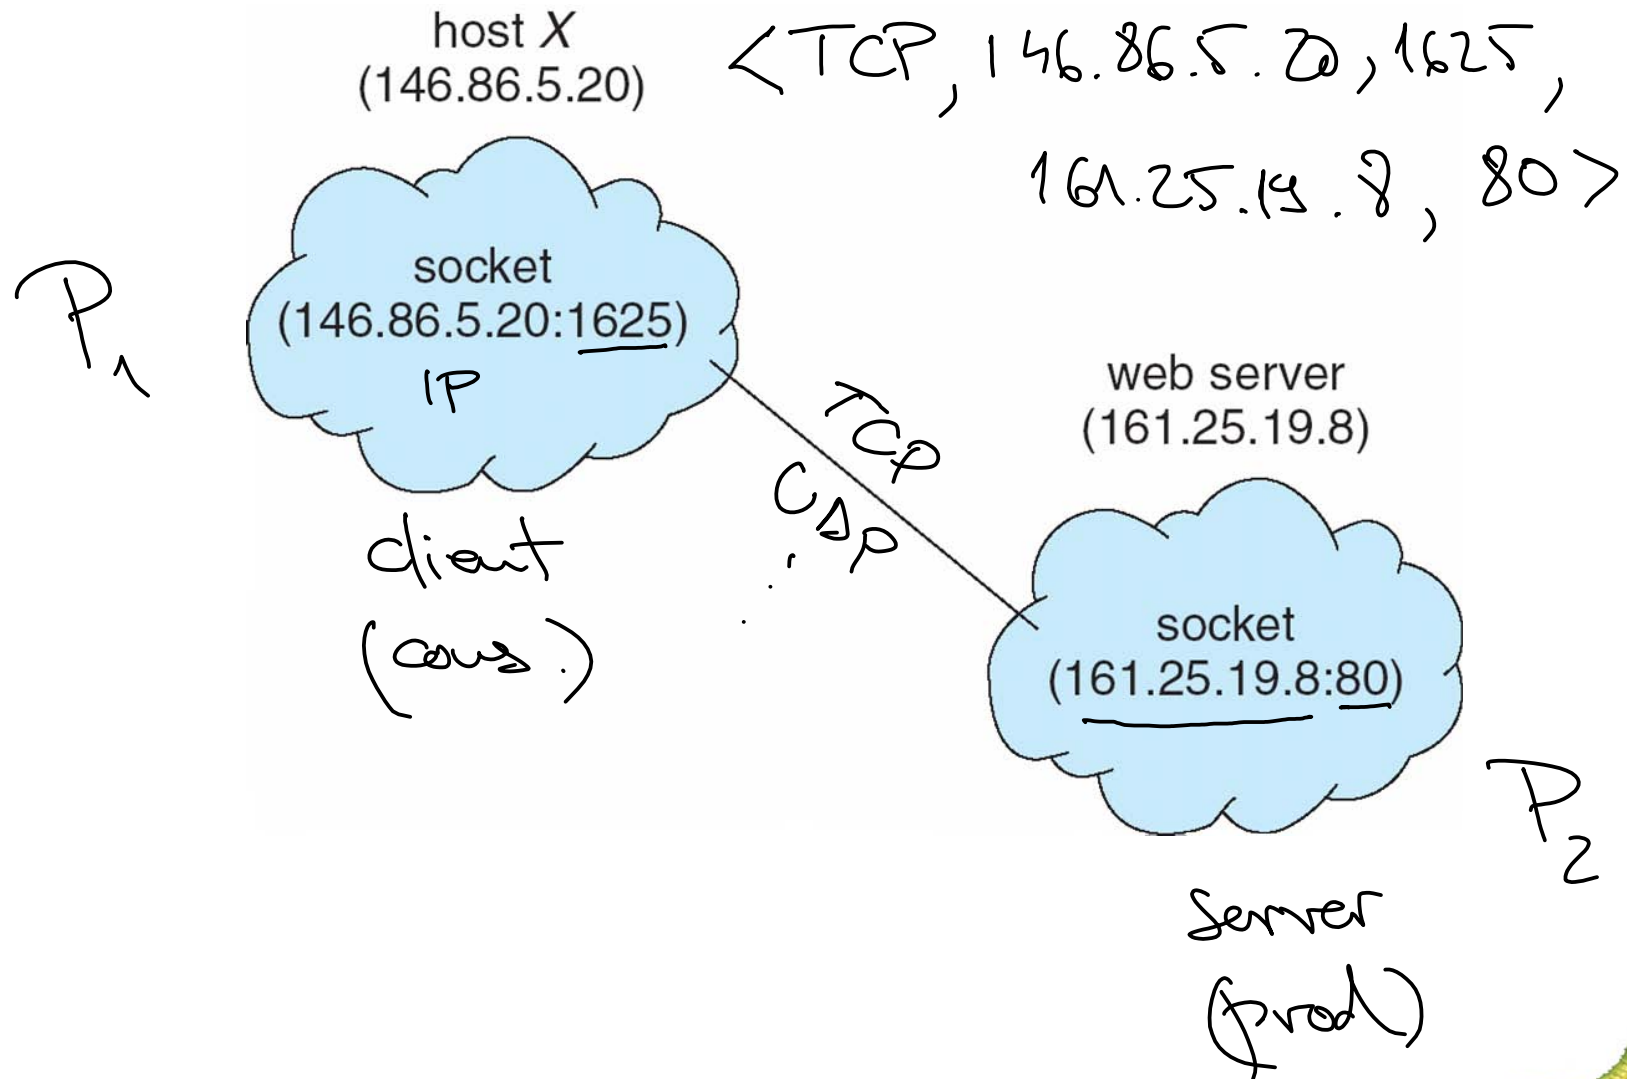 host X
(146.86.5.20)
<TCP, 146.86.5.20, 1625,
161.25.19.8, 80>
socket
(146.86.5.20:1625)
IP
P1
TCP
UDP
client
(cons.)
web server
(161.25.19.8)
socket
(161.25.19.8:80)
P2
server
(prod)